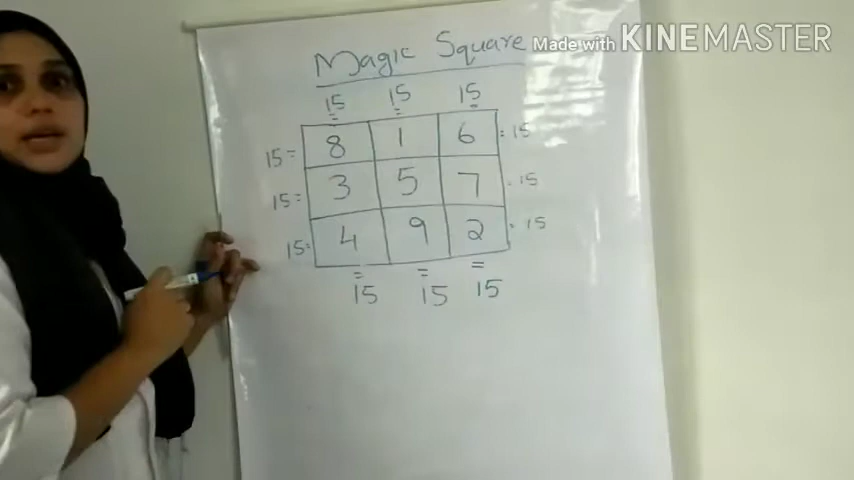 Magic Square
Made with KINEMASTER
15 15 15
= = =
15 = 8 1 6 = 15
15 = 3 5 7 - 15
15 = 4 9 2 = 15
= = =
15 15 15